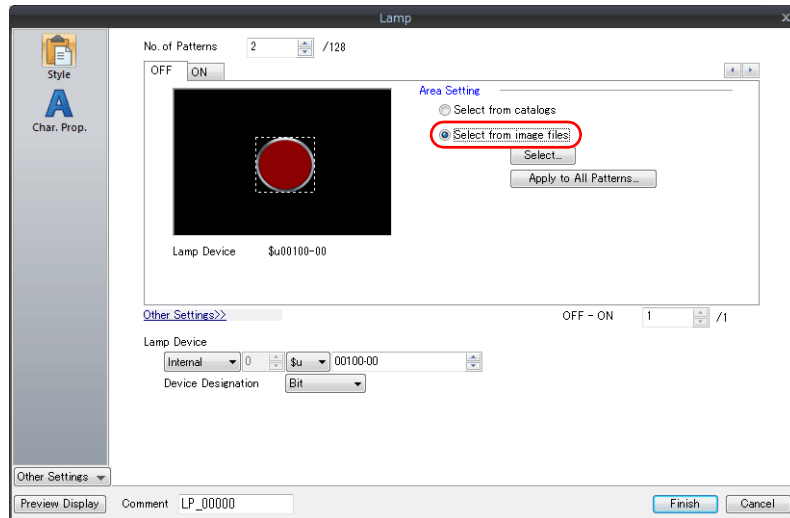 Lamp
Style
Char. Prop.
No. of Patterns 2 /128
OFF ON
Area Setting
Select from catalogs
Select from image files
Select...
Apply to All Patterns...
Lamp Device $u00100-00
Other Settings>>
OFF - ON 1 /1
Lamp Device
Internal 0 $u 00100-00
Device Designation Bit
Other Settings
Preview Display Comment LP_00000 Finish Cancel